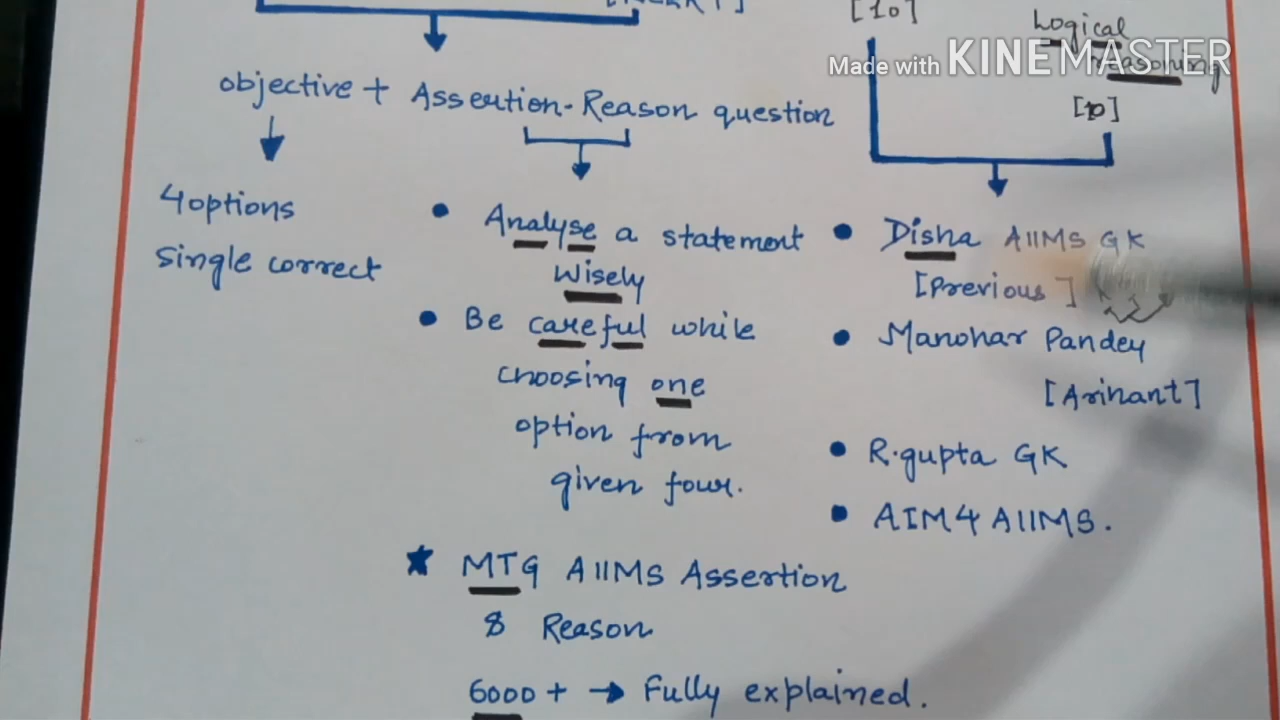 [10]
Logical
Reasoning
Made with KINEMASTER
objective + Assertion-Reason question
[10]
4options
single correct
• Analyse a statement
Wisely
• Be careful while
choosing one
option from
given four.
★ MTG AIIMS Assertion
& Reason
6000+ → Fully explained.
• Disha AIIMS GK
[Previous]
• Manohar Pandey
[Arihant]
• R.gupta GK
• AIM4 AIIMS.